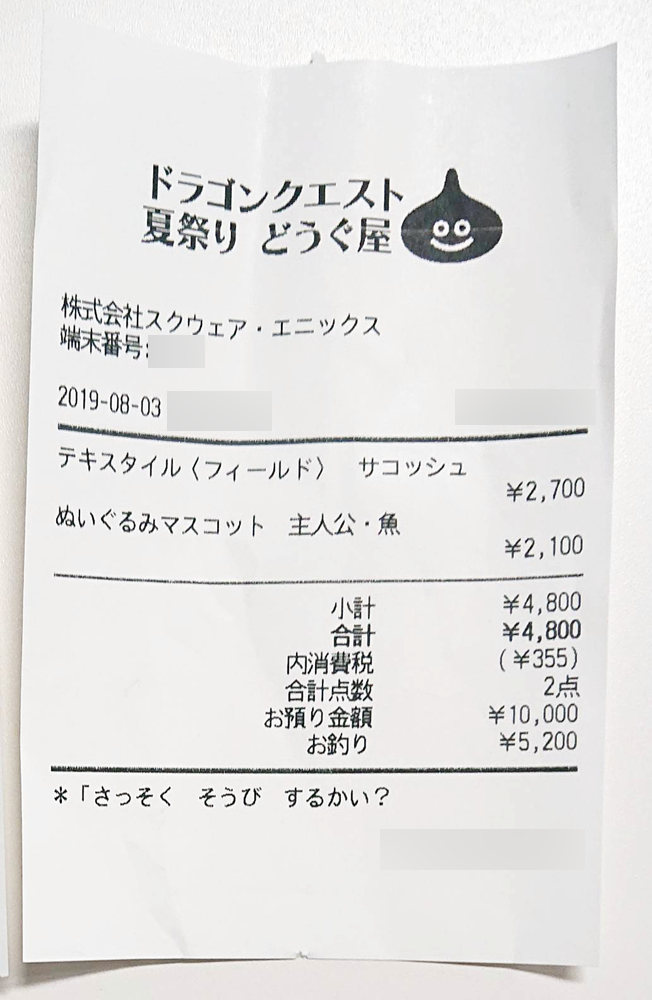 ドラゴンクエスト
夏祭り どうぐ屋
株式会社スクウェア・エニックス
端末番号:
2019-08-03
テキスタイル〈フィールド〉 サコッシュ
¥2,700
ぬいぐるみマスコット 主人公・魚
¥2,100
小計 ¥4,800
合計 ¥4,800
内消費税 (¥355)
合計点数 2点
お預り金額 ¥10,000
お釣り ¥5,200
*「さっそく そうび するかい?